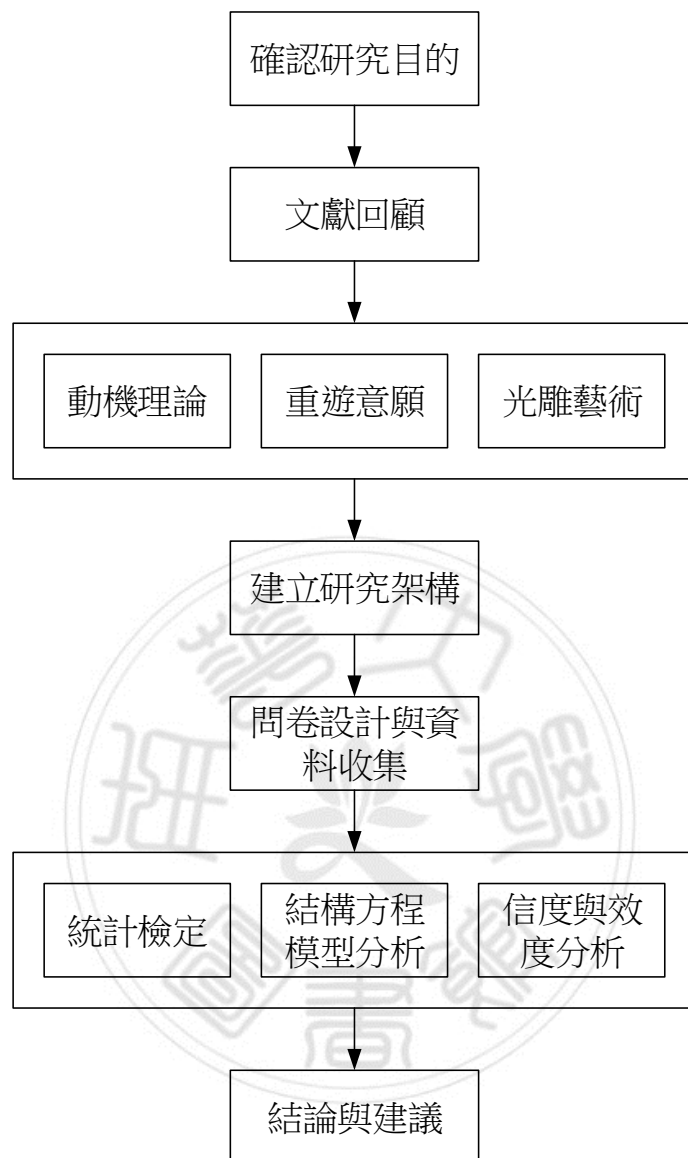 確認研究目的
文獻回顧
動機理論
重遊意願
光雕藝術
建立研究架構
問卷設計與資
料收集
統計檢定
結構方程
模型分析
信度與效
度分析
結論與建議